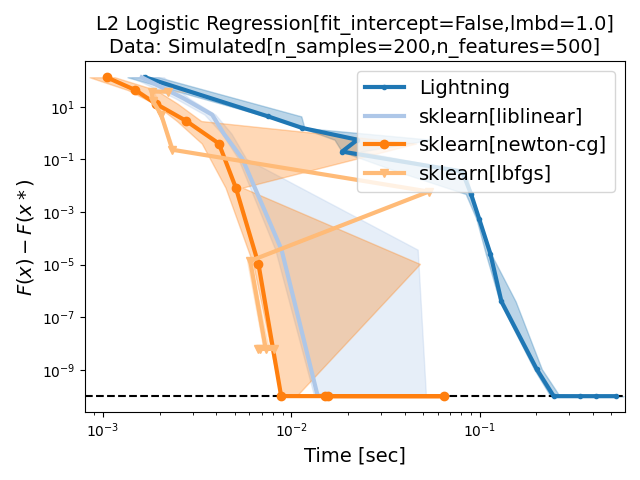 L2 Logistic Regression[fit_intercept=False,lmbd=1.0]
Data: Simulated[n_samples=200,n_features=500]
Lightning
sklearn[liblinear]
sklearn[newton-cg]
sklearn[lbfgs]
F(x) − F(x*)
10¹
10⁻¹
10⁻³
10⁻⁵
10⁻⁷
10⁻⁹
10⁻³
10⁻²
10⁻¹
Time [sec]